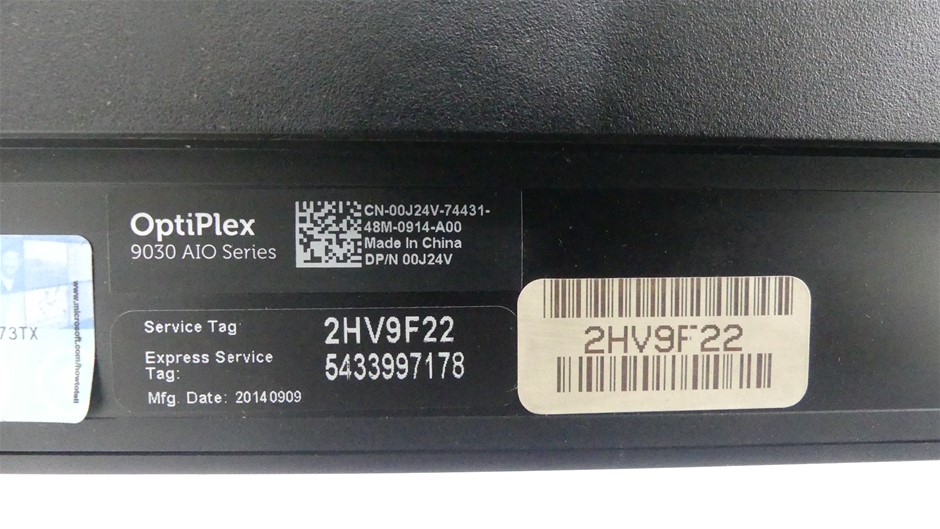 OptiPlex
9030 AIO Series
CN-00J24V-74431-
48M-0914-A00
Made In China
DP/N 00J24V
Service Tag
2HV9F22
Express Service
Tag:
5433997178
Mfg. Date: 20140909
2HV9F22
73TX
www.microsoft.com/howtotell